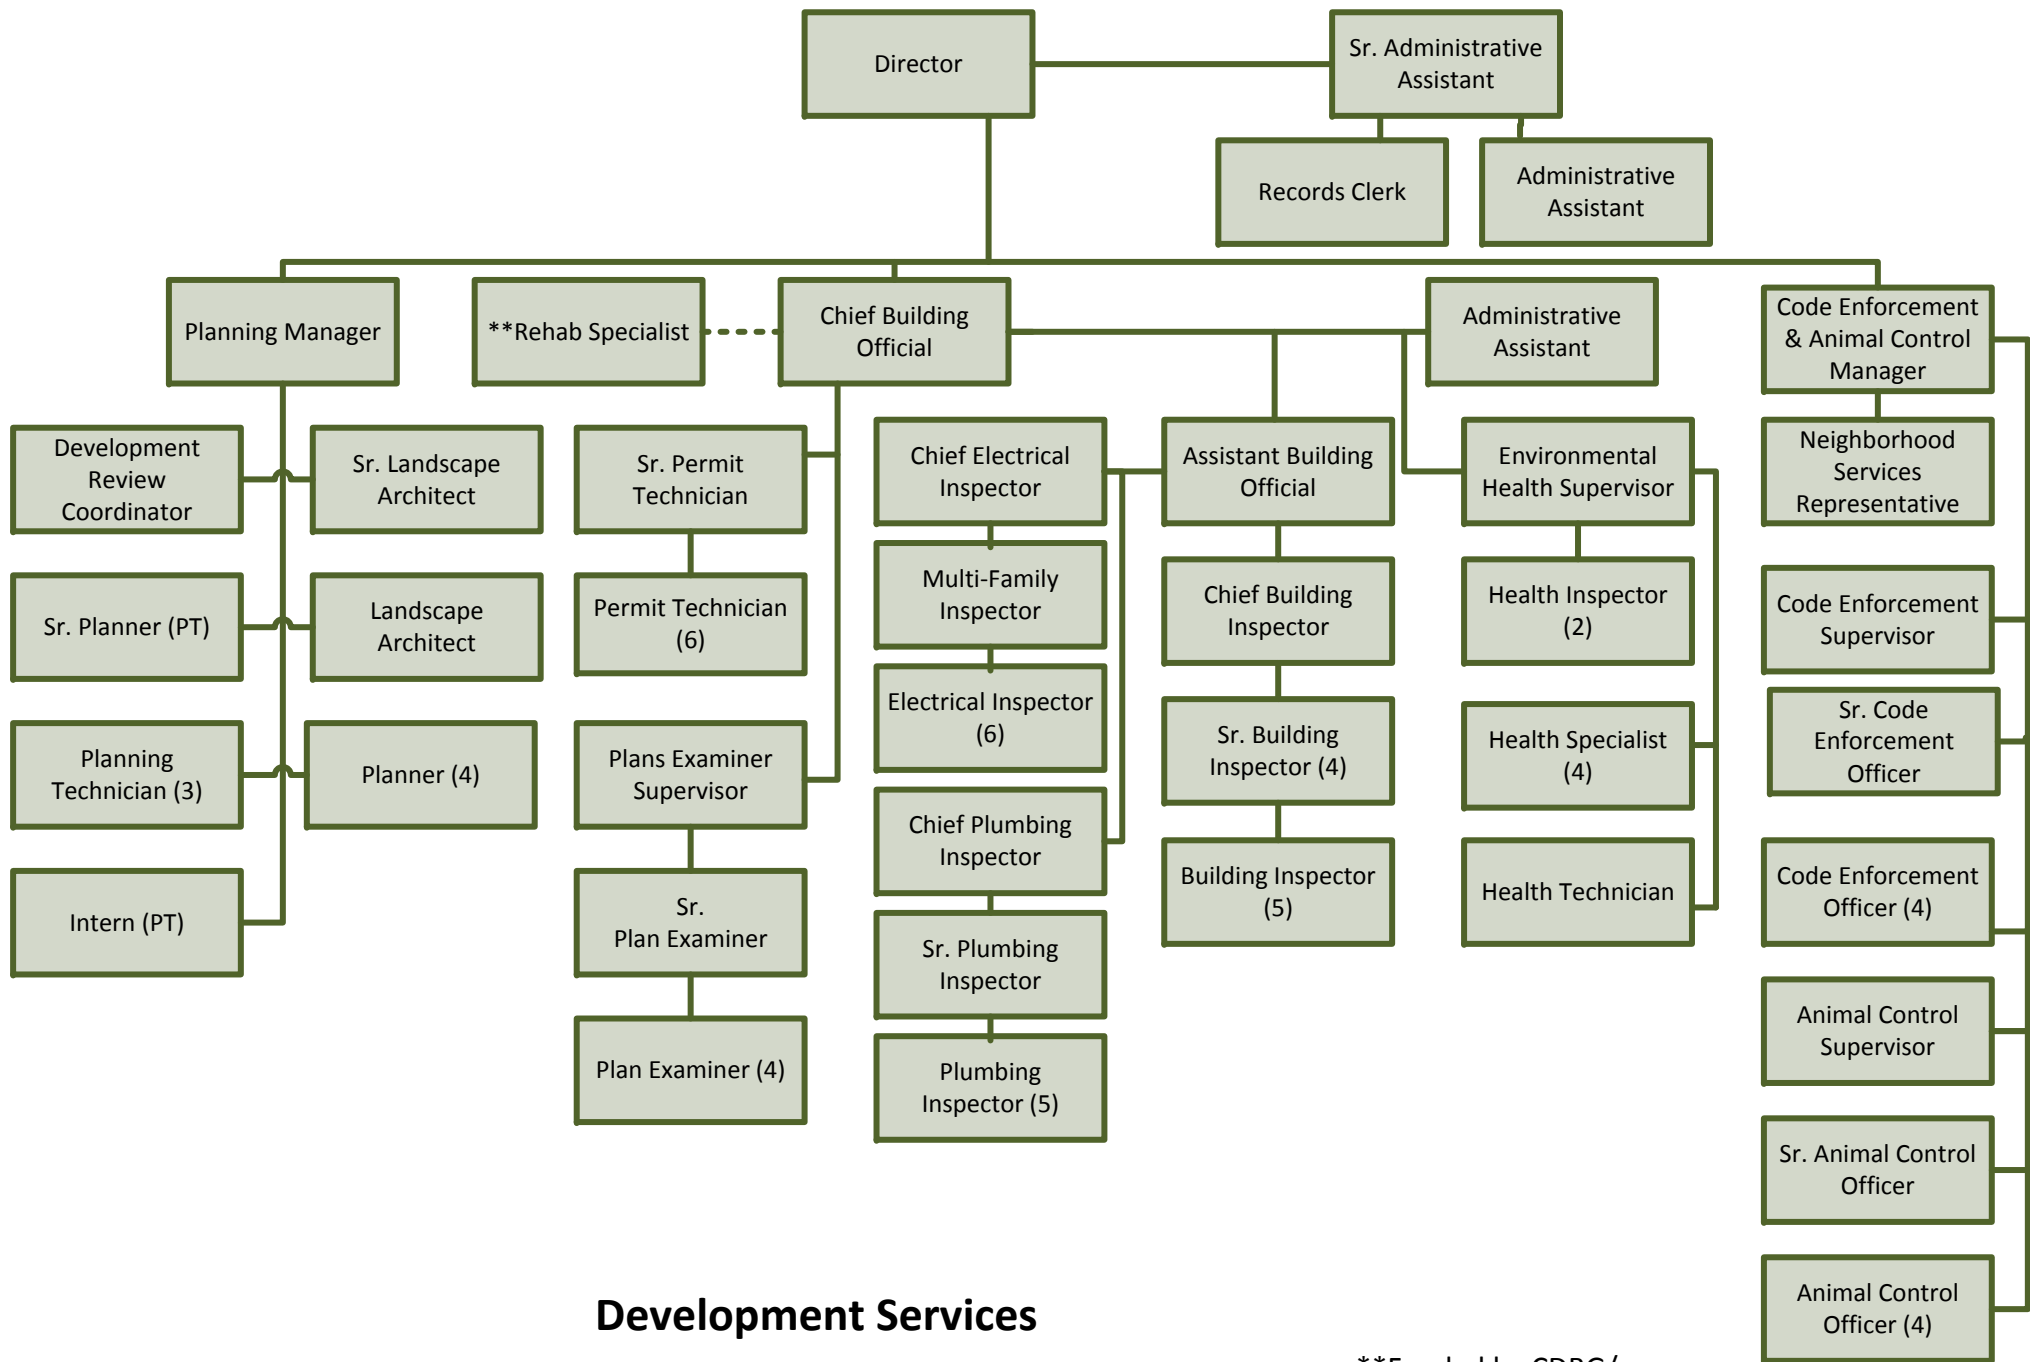 Director
Sr. Administrative
Assistant
Records Clerk
Administrative
Assistant
Planning Manager
**Rehab Specialist
Chief Building
Official
Administrative
Assistant
Code Enforcement
& Animal Control
Manager
Development
Review
Coordinator
Sr. Landscape
Architect
Sr. Permit
Technician
Chief Electrical
Inspector
Assistant Building
Official
Environmental
Health Supervisor
Neighborhood
Services
Representative
Sr. Planner (PT)
Landscape
Architect
Permit Technician
(6)
Multi-Family
Inspector
Chief Building
Inspector
Health Inspector
(2)
Code Enforcement
Supervisor
Electrical Inspector
(6)
Sr. Building
Inspector (4)
Health Specialist
(4)
Sr. Code
Enforcement
Officer
Planning
Technician (3)
Planner (4)
Plans Examiner
Supervisor
Chief Plumbing
Inspector
Building Inspector
(5)
Health Technician
Code Enforcement
Officer (4)
Intern (PT)
Sr.
Plan Examiner
Sr. Plumbing
Inspector
Animal Control
Supervisor
Plan Examiner (4)
Plumbing
Inspector (5)
Sr. Animal Control
Officer
Animal Control
Officer (4)
Development Services